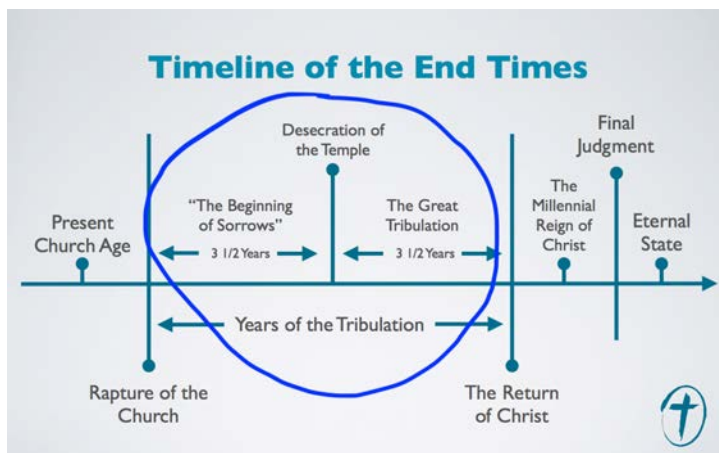 Timeline of the End Times
Desecration of
the Temple
Final
Judgment
"The Beginning
of Sorrows"
3 1/2 Years
The Great
Tribulation
3 1/2 Years
The
Millennial
Reign of
Christ
Present
Church Age
Eternal
State
Years of the Tribulation
Rapture of the
Church
The Return
of Christ